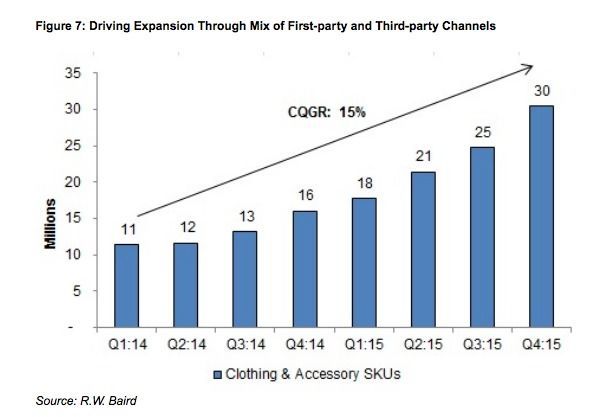 Figure 7: Driving Expansion Through Mix of First-party and Third-party Channels
35
30
25
20
15
10
5
-
Millions
CQGR: 15%
11
12
13
16
18
21
25
30
Q1:14 Q2:14 Q3:14 Q4:14 Q1:15 Q2:15 Q3:15 Q4:15
Clothing & Accessory SKUs
Source: R.W. Baird